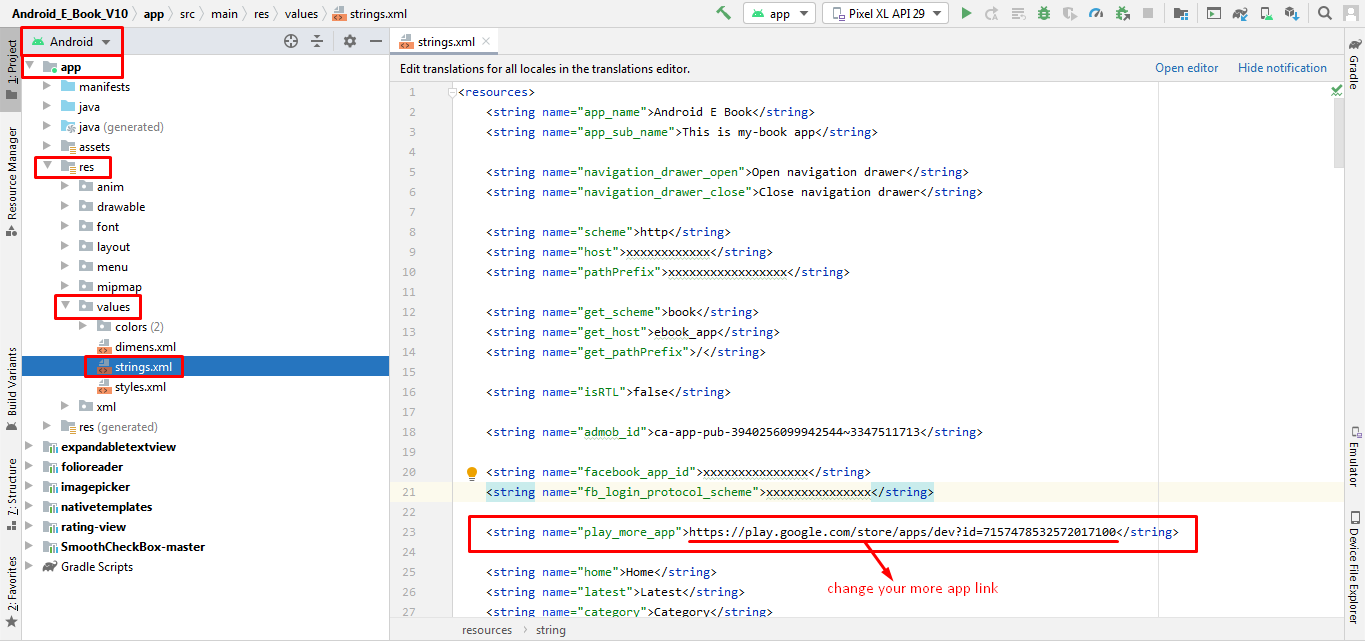 Android_E_Book_V10 app src main res values strings.xml app Pixel XL API 29
1: Project
Resource Manager
Build Variants
7: Structure
2: Favorites
Android
app
manifests
java
java (generated)
assets
res
anim
drawable
font
layout
menu
mipmap
values
colors (2)
dimens.xml
strings.xml
styles.xml
xml
res (generated)
expandabletextview
folioreader
imagepicker
nativetemplates
rating-view
SmoothCheckBox-master
Gradle Scripts
strings.xml
Edit translations for all locales in the translations editor. Open editor Hide notification
1 <resources>
2 <string name="app_name">Android E Book</string>
3 <string name="app_sub_name">This is my-book app</string>
4
5 <string name="navigation_drawer_open">Open navigation drawer</string>
6 <string name="navigation_drawer_close">Close navigation drawer</string>
7
8 <string name="scheme">http</string>
9 <string name="host">xxxxxxxxxxxx</string>
10 <string name="pathPrefix">xxxxxxxxxxxxxxxxx</string>
11
12 <string name="get_scheme">book</string>
13 <string name="get_host">ebook_app</string>
14 <string name="get_pathPrefix">/</string>
15
16 <string name="isRTL">false</string>
17
18 <string name="admob_id">ca-app-pub-3940256099942544~3347511713</string>
19
20 <string name="facebook_app_id">xxxxxxxxxxxxxxx</string>
21 <string name="fb_login_protocol_scheme">xxxxxxxxxxxxxxx</string>
22
23 <string name="play_more_app">https://play.google.com/store/apps/dev?id=7157478532572017100</string>
24
25 <string name="home">Home</string>
change your more app link
26 <string name="latest">Latest</string>
27 <string name="category">Category</string>
resources string
Gradle
Emulator
Device File Explorer